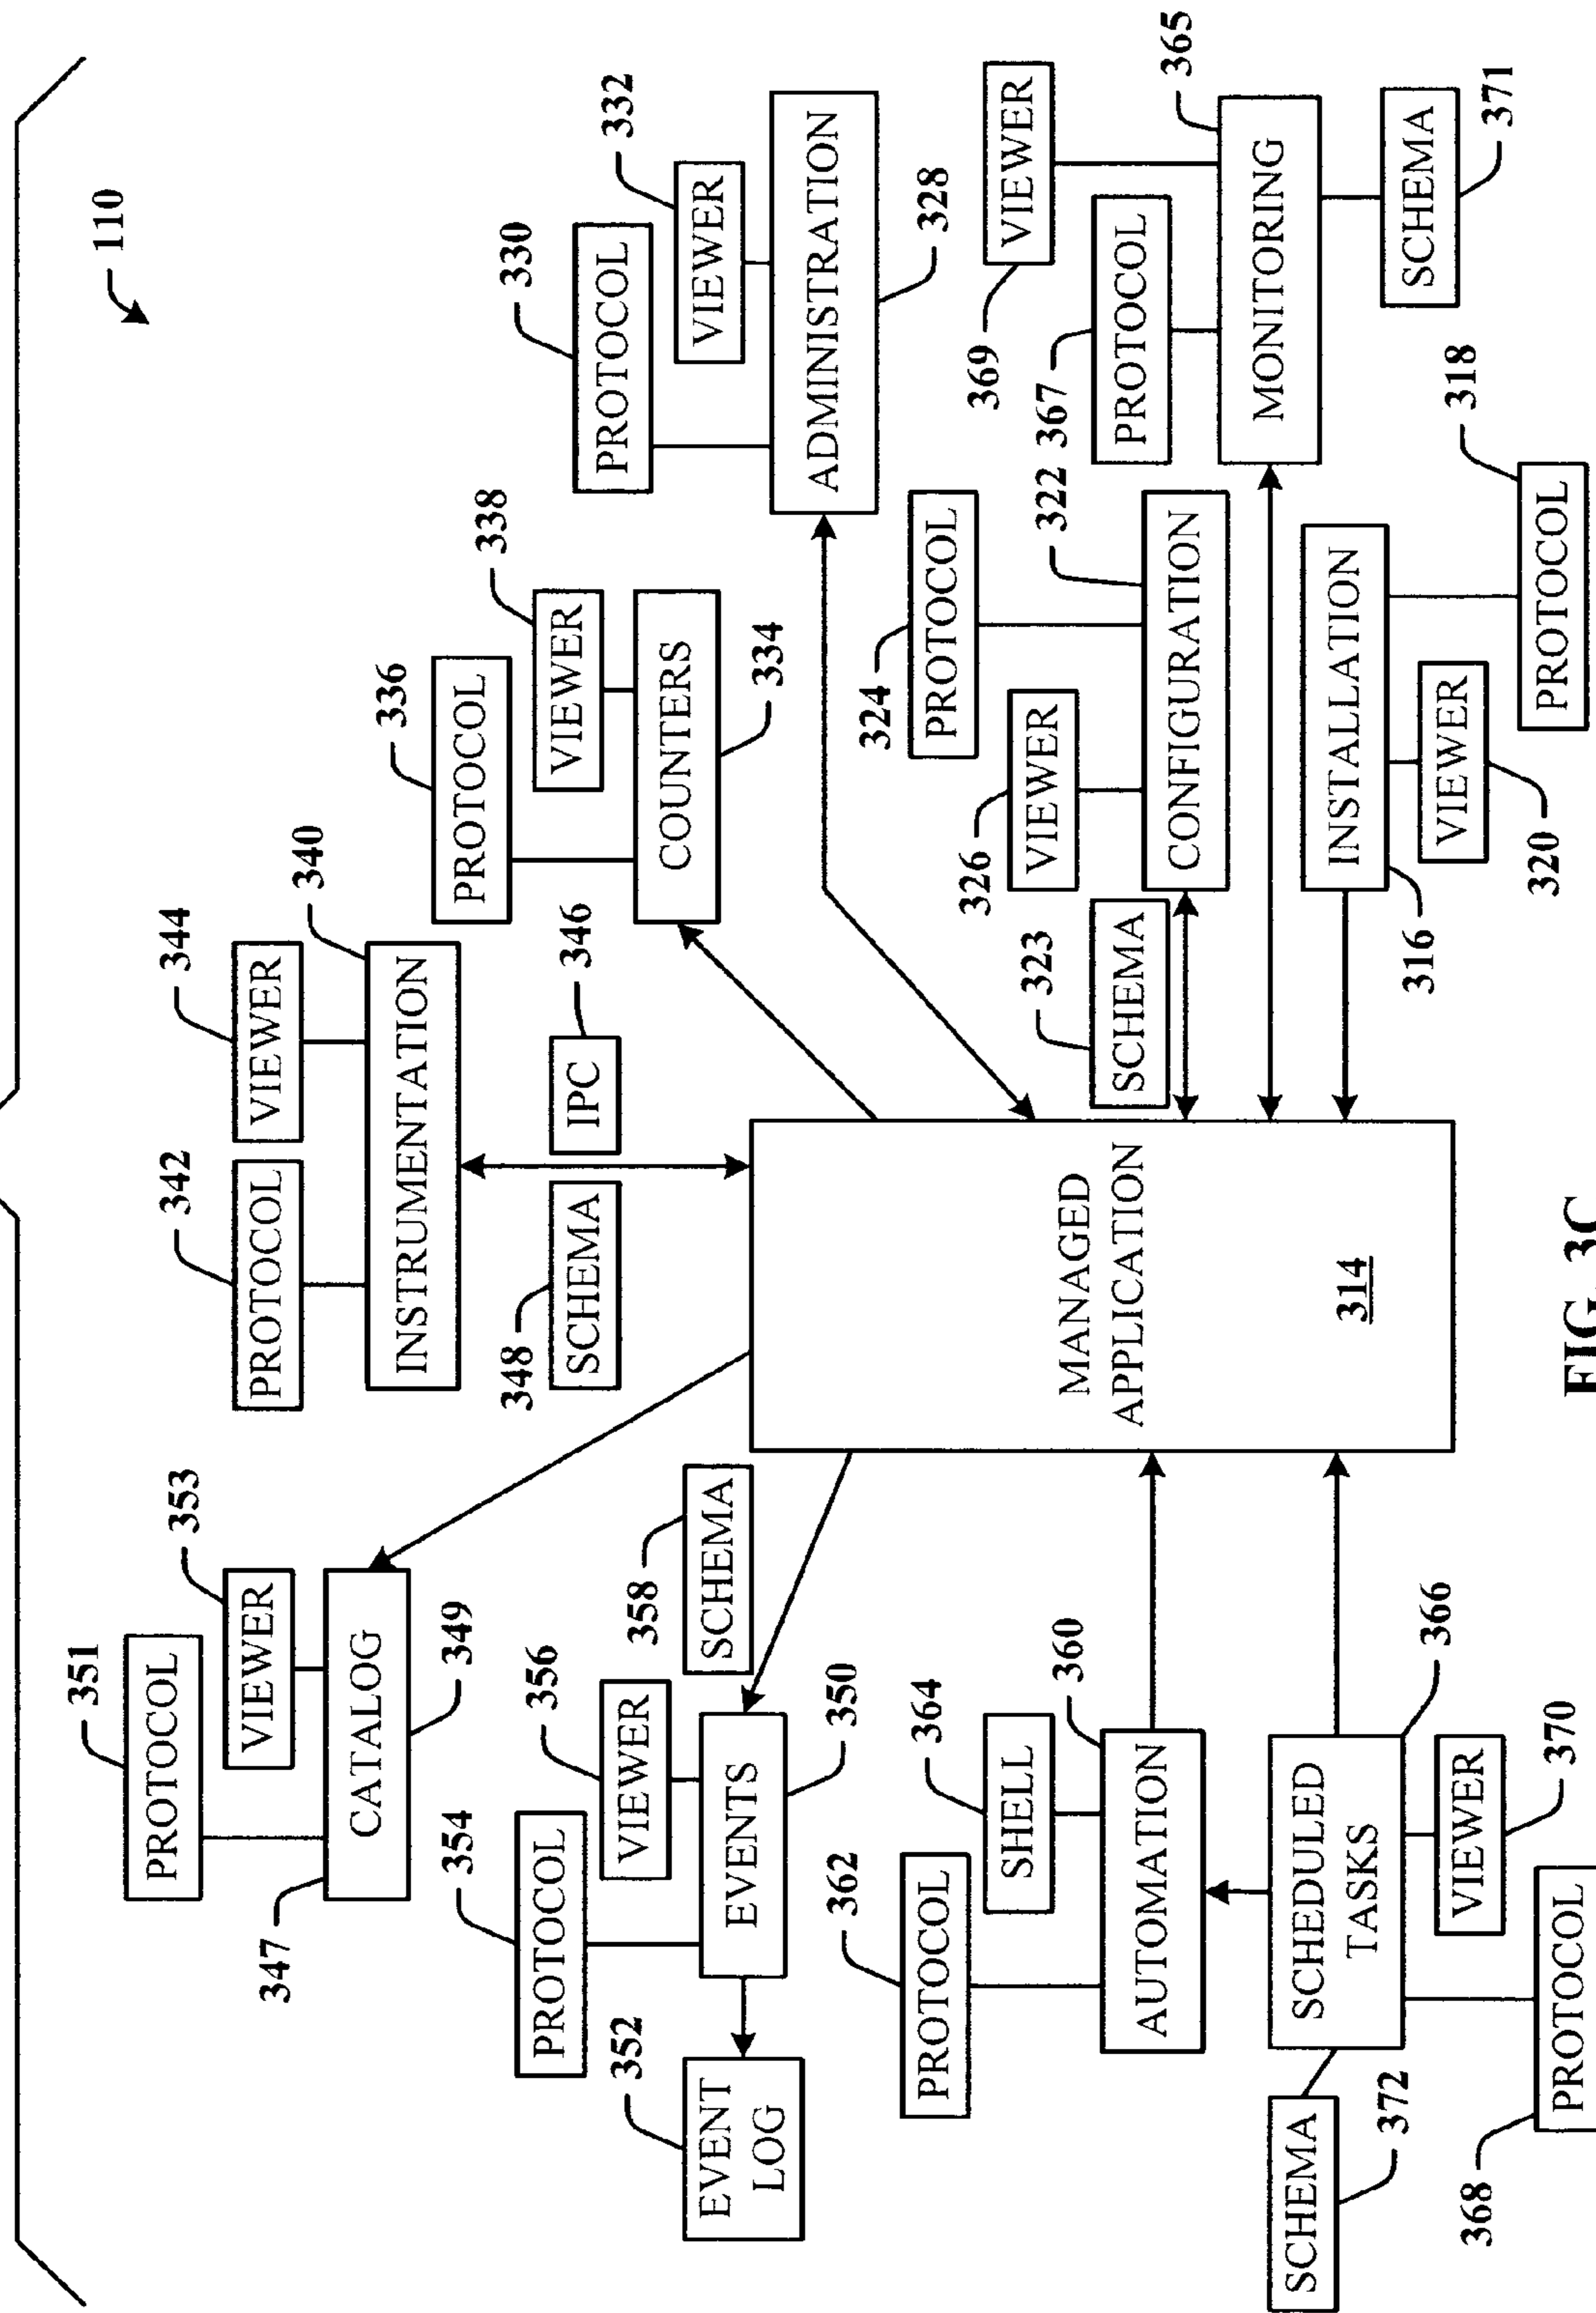 110
351
PROTOCOL
353
VIEWER
CATALOG
347
349
342
PROTOCOL
344
VIEWER
340
INSTRUMENTATION
348
SCHEMA
IPC
346
336
PROTOCOL
338
VIEWER
COUNTERS
334
330
PROTOCOL
332
VIEWER
ADMINISTRATION
328
354
PROTOCOL
356
VIEWER
358
SCHEMA
EVENTS
350
352
EVENT
LOG
362
PROTOCOL
364
SHELL
360
AUTOMATION
MANAGED
APPLICATION
314
324
PROTOCOL
326
VIEWER
322
CONFIGURATION
323
SCHEMA
369
VIEWER
367
PROTOCOL
365
MONITORING
SCHEMA
371
SCHEDULED
TASKS
366
SCHEMA
372
VIEWER
370
368
PROTOCOL
INSTALLATION
316
VIEWER
320
318
PROTOCOL
FIG. 3C